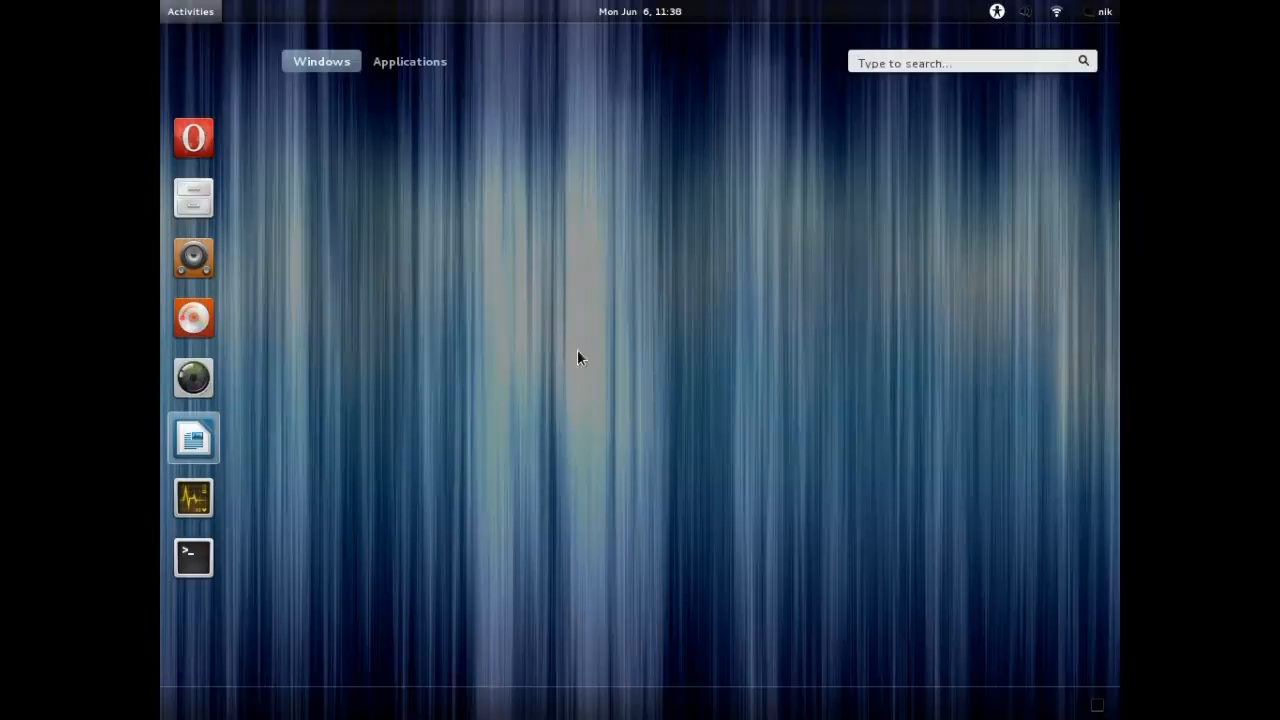 Activities
Mon Jun 6, 11:38
nik
Windows
Applications
Type to search...